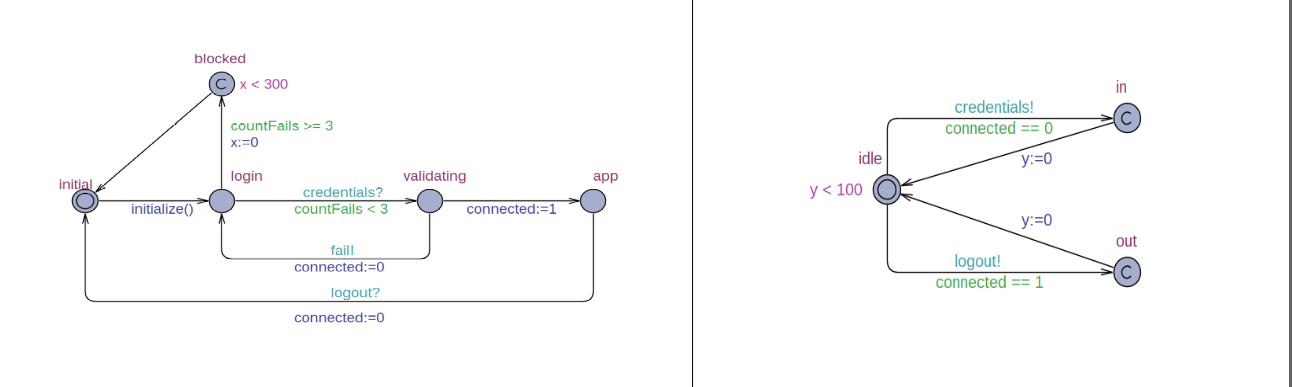 blocked
x < 300
countFails >= 3
x:=0
initial
login
validating
app
credentials?
initialize()
countFails < 3
connected:=1
fail!
connected:=0
logout?
connected:=0
in
credentials!
connected == 0
idle
y:=0
y < 100
y:=0
out
logout!
connected == 1